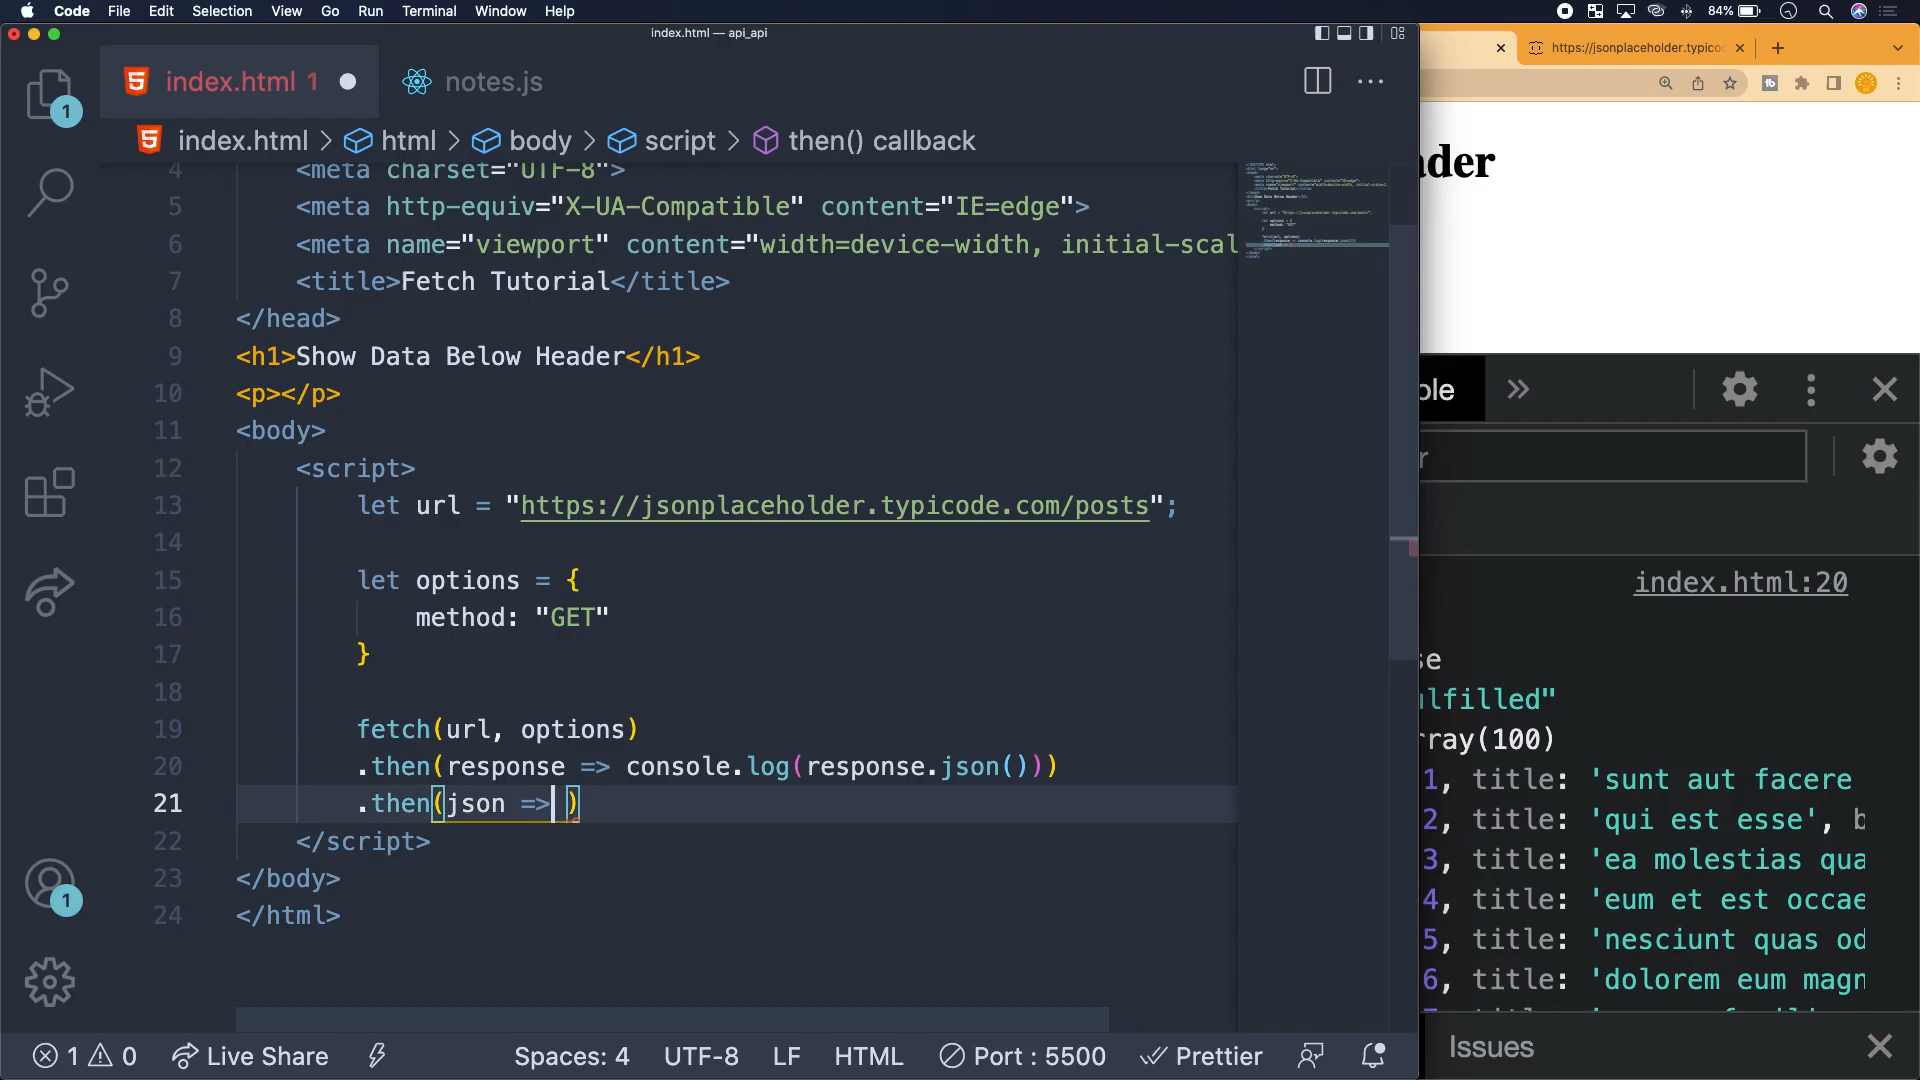 Code File Edit Selection View Go Run Terminal Window Help 84%
index.html — api_api
index.html 1 notes.js
index.html > html > body > script > then() callback
4 <meta charset="UTF-8">
5 <meta http-equiv="X-UA-Compatible" content="IE=edge">
6 <meta name="viewport" content="width=device-width, initial-scal
7 <title>Fetch Tutorial</title>
8 </head>
9 <h1>Show Data Below Header</h1>
10 <p></p>
11 <body>
12 <script>
13 let url = "https://jsonplaceholder.typicode.com/posts";
14
15 let options = {
16 method: "GET"
17 }
18
19 fetch(url, options)
20 .then(response => console.log(response.json()))
21 .then(json => )
22 </script>
23 </body>
24 </html>
1
1
1 0 Live Share Spaces: 4 UTF-8 LF HTML Port : 5500 Prettier
https://jsonplaceholder.typico
ader
ole
r
index.html:20
se
ulfilled"
rray(100)
1, title: 'sunt aut facere
2, title: 'qui est esse', b
3, title: 'ea molestias qua
4, title: 'eum et est occae
5, title: 'nesciunt quas od
6, title: 'dolorem eum magn
Issues